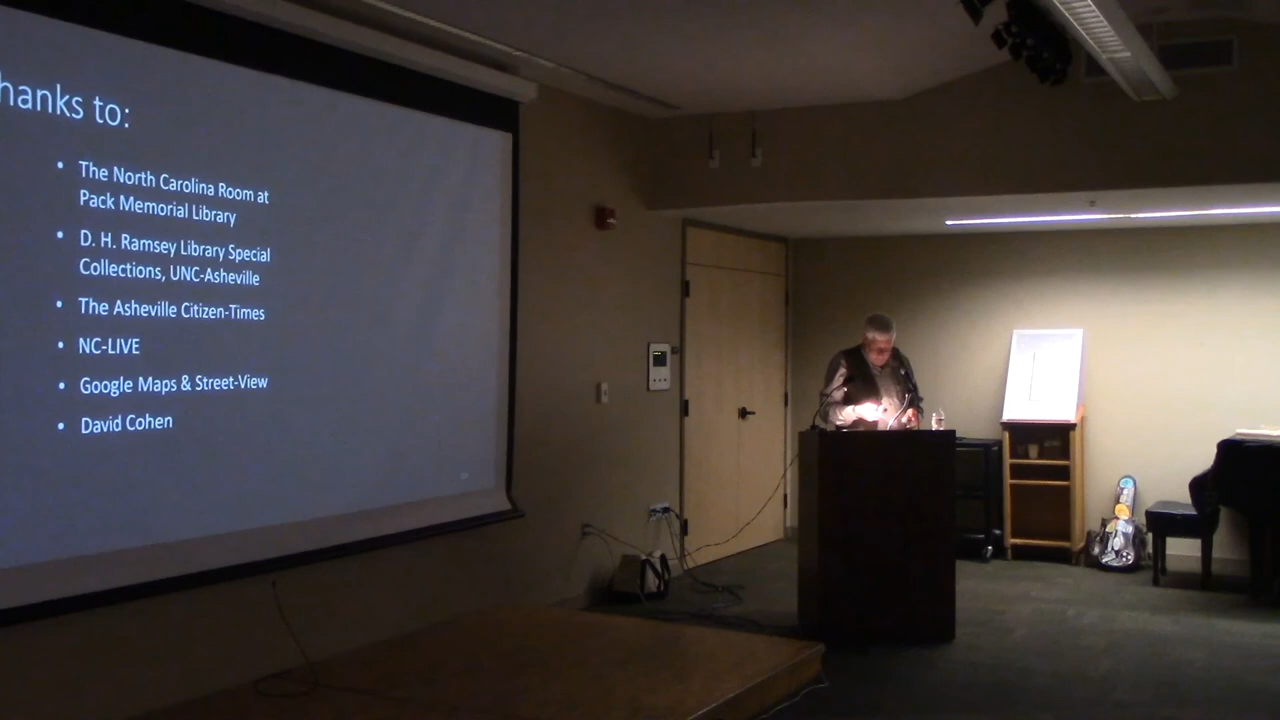 hanks to:
• The North Carolina Room at
Pack Memorial Library
• D. H. Ramsey Library Special
Collections, UNC-Asheville
• The Asheville Citizen-Times
• NC-LIVE
• Google Maps & Street-View
• David Cohen